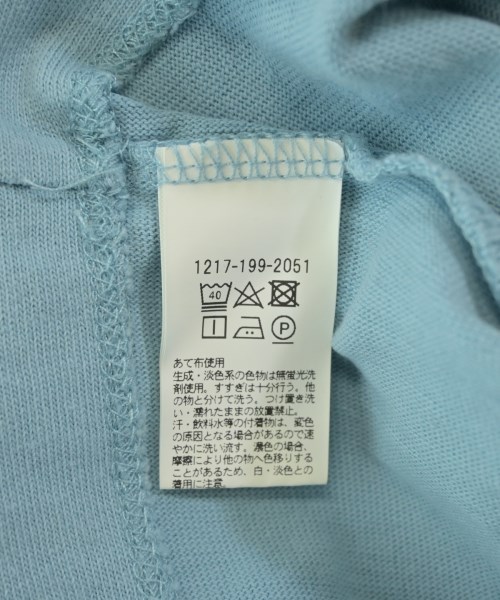 1217-199-2051
40
P
あて布使用
生成・淡色系の色物は無蛍光洗
剤使用。すすぎは十分行う。他
の物と分けて洗う。つけ置き洗
い・濡れたままの放置禁止。
汗・飲料水等の付着物は、変色
の原因となる場合があるので速
やかに洗い流す。濃色の場合、
摩擦により他の物へ色移りする
ことがあるため、白・淡色との
着用に注意。